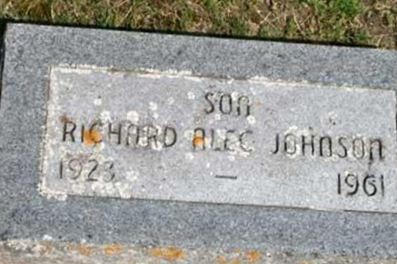 SON
RICHARD ALEC JOHNSON
1923 — 1961